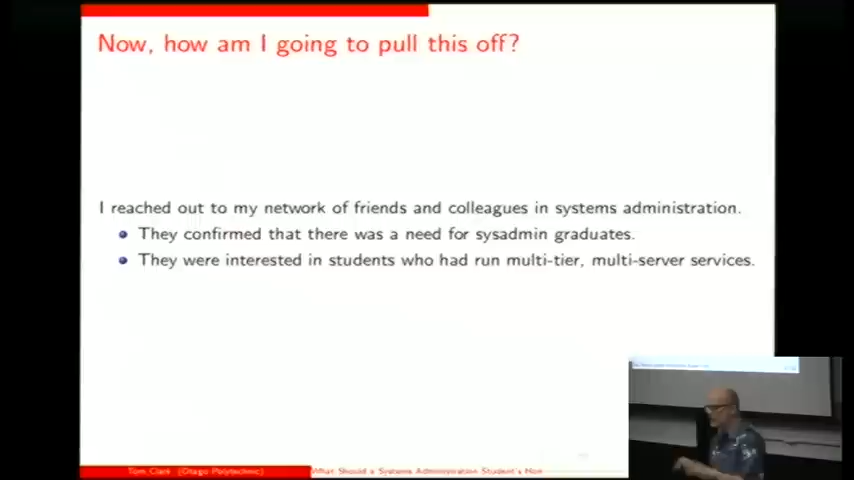 Now, how am I going to pull this off?
I reached out to my network of friends and colleagues in systems administration.
They confirmed that there was a need for sysadmin graduates.
They were interested in students who had run multi-tier, multi-server services.
Tom Clark (Otago Polytechnic)
What Should a Systems Administration Student's Non